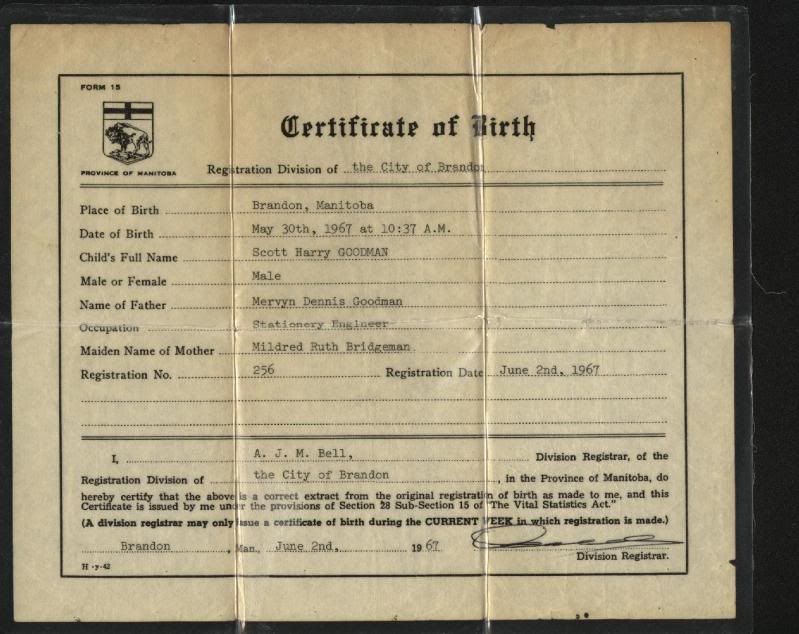 FORM 15
Certificate of Birth
PROVINCE OF MANITOBA
Registration Division of the City of Brandon
Place of Birth Brandon, Manitoba
Date of Birth May 30th, 1967 at 10:37 A.M.
Child's Full Name Scott Harry GOODMAN
Male or Female Male
Name of Father Mervyn Dennis Goodman
Occupation Stationery Engineer
Maiden Name of Mother Mildred Ruth Bridgeman
Registration No. 256 Registration Date June 2nd, 1967
I, A. J. M. Bell, Division Registrar, of the
Registration Division of the City of Brandon, in the Province of Manitoba, do
hereby certify that the above is a correct extract from the original registration of birth as made to me, and this
Certificate is issued by me under the provisions of Section 28 Sub-Section 15 of "The Vital Statistics Act."
(A division registrar may only issue a certificate of birth during the CURRENT WEEK in which registration is made.)
Brandon, Man., June 2nd, 1967
Division Registrar.
H-y-42